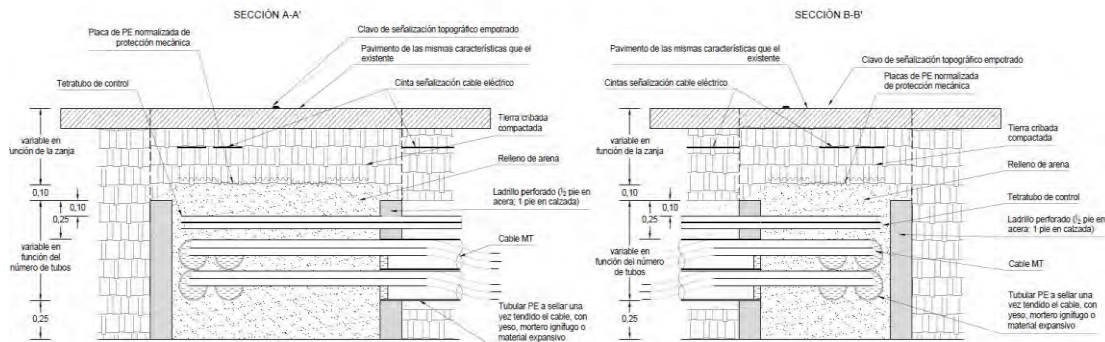 SECCIÓN A-A'
Placa de PE normalizada de
protección mecánica
Clavo de señalización topográfico empotrado
Pavimento de las mismas características que el
existente
Tetratubo de control
Cinta señalización cable eléctrico
variable en
función de la zanja
Tierra cribada
compactada
Relleno de arena
0,10
0,10
0,25
Ladrillo perforado (½ pie en
acera; 1 pie en calzada)
variable en
función del
número de tubos
Cable MT
0,25
Tubular PE a sellar una
vez tendido el cable, con
yeso, mortero ignífugo o
material expansivo
SECCIÓN B-B'
Pavimento de las mismas características que el
existente
Clavo de señalización topográfico empotrado
Cintas señalización cable eléctrico
Placas de PE normalizada
de protección mecánica
variable en
función de la zanja
Tierra cribada
compactada
Relleno de arena
0,10
0,10
0,25
Tetratubo de control
Ladrillo perforado (½ pie en
acera; 1 pie en calzada)
variable en
función del
número de tubos
Cable MT
0,25
Tubular PE a sellar una
vez tendido el cable, con
yeso, mortero ignífugo o
material expansivo